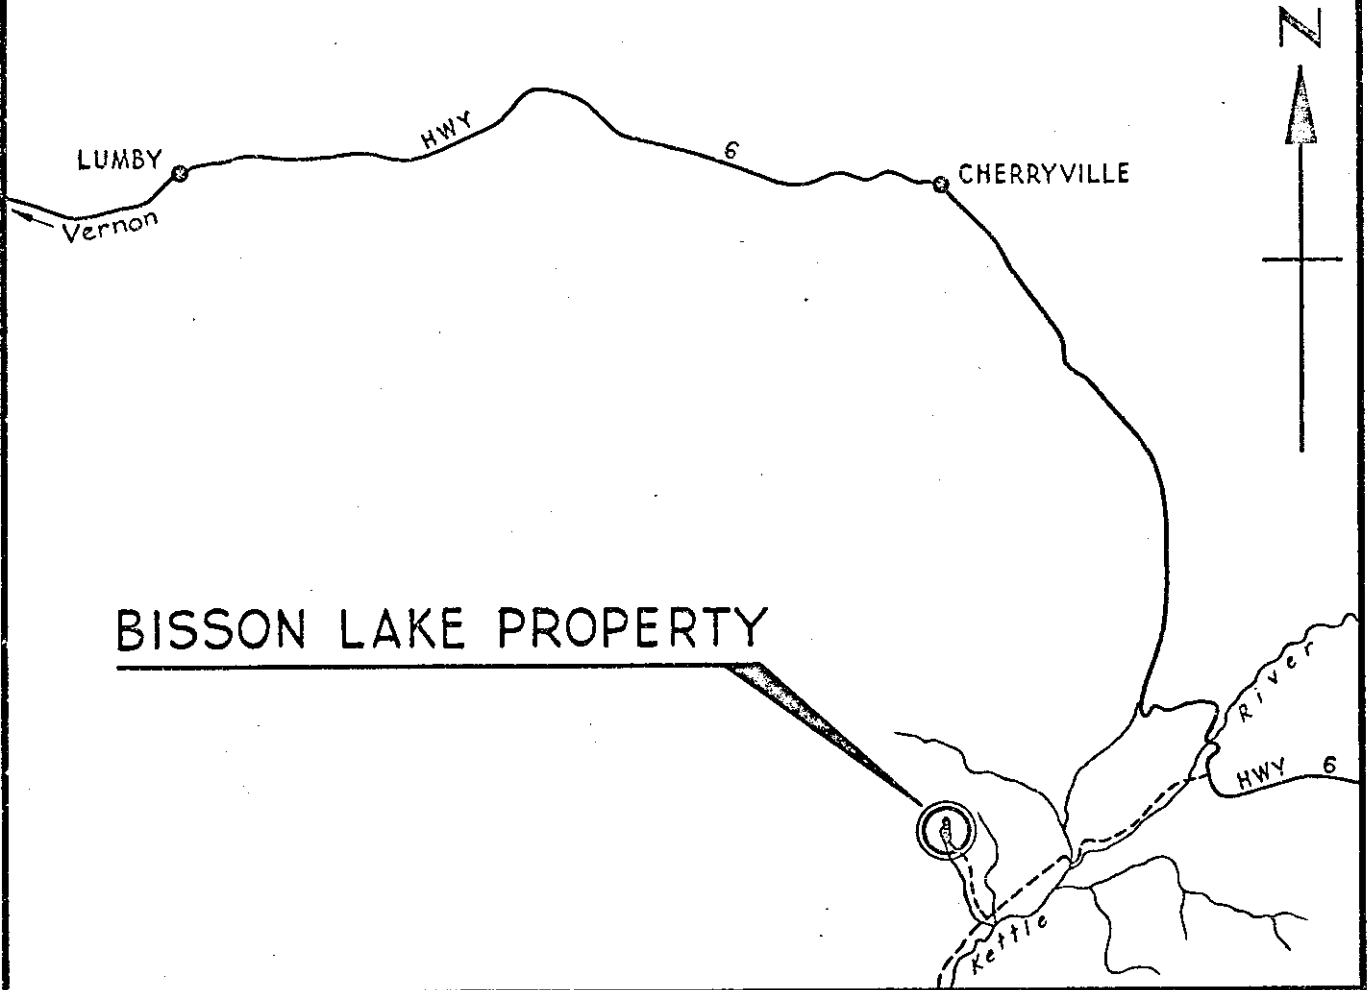 N
HWY
6
LUMBY
CHERRYVILLE
Vernon
BISSON LAKE PROPERTY
River
HWY 6
Kettle